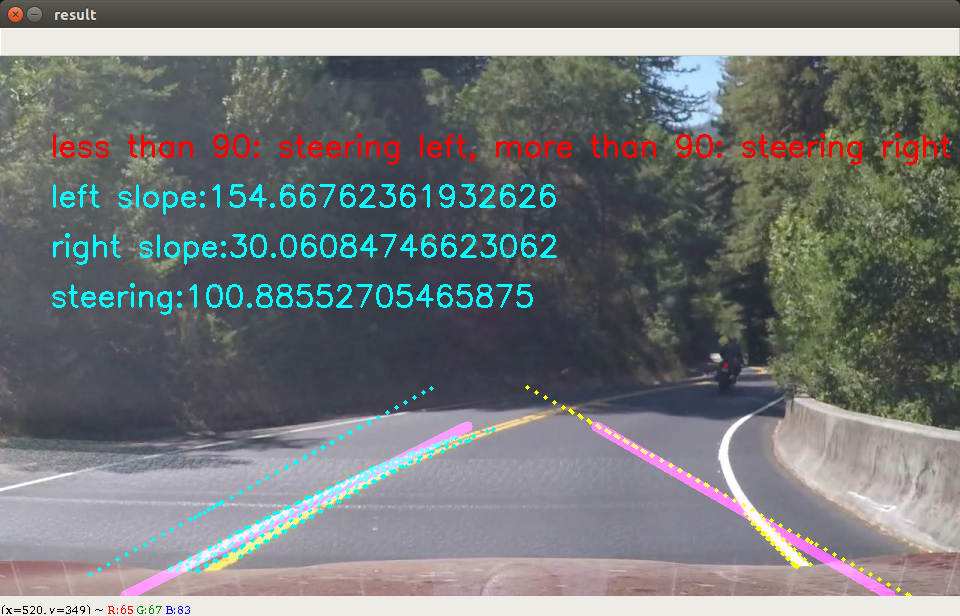 result
less than 90: steering left, more than 90: steering right
left slope:154.66762361932626
right slope:30.06084746623062
steering:100.88552705465875
(x=520, y=349) ~ R:65 G:67 B:83